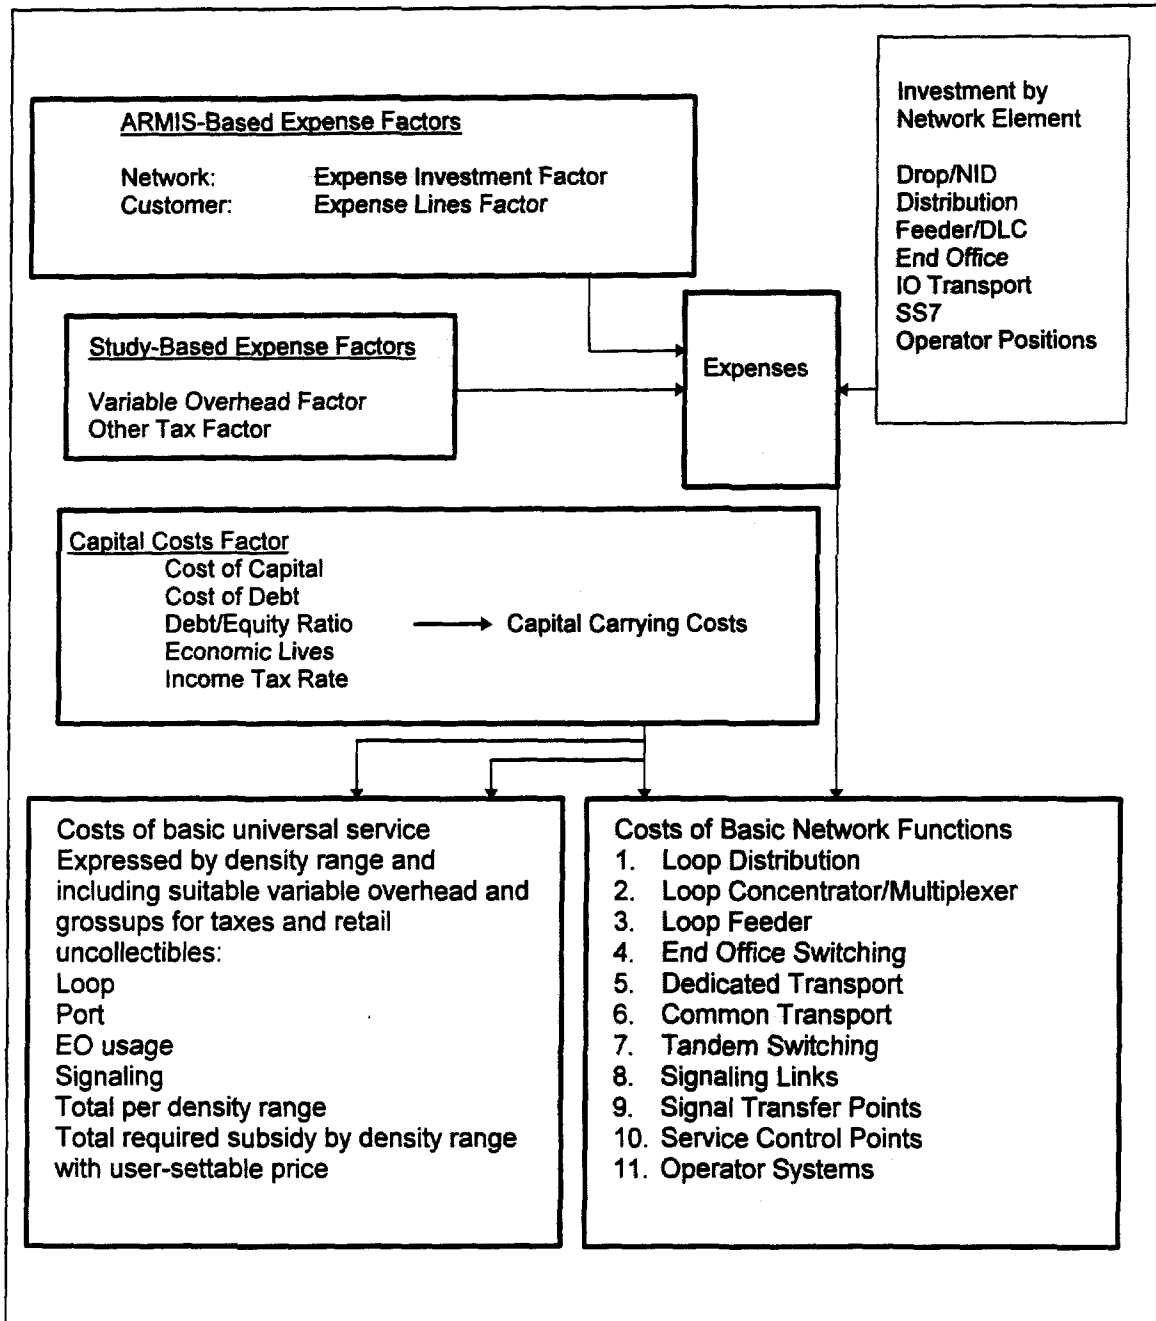 ARMIS-Based Expense Factors
Network: Expense Investment Factor
Customer: Expense Lines Factor
Investment by
Network Element
Drop/NID
Distribution
Feeder/DLC
End Office
IO Transport
SS7
Operator Positions
Study-Based Expense Factors
Variable Overhead Factor
Other Tax Factor
Expenses
Capital Costs Factor
Cost of Capital
Cost of Debt
Debt/Equity Ratio Capital Carrying Costs
Economic Lives
Income Tax Rate
Costs of basic universal service
Expressed by density range and
including suitable variable overhead and
grossups for taxes and retail
uncollectibles:
Loop
Port
EO usage
Signaling
Total per density range
Total required subsidy by density range
with user-settable price
Costs of Basic Network Functions
1. Loop Distribution
2. Loop Concentrator/Multiplexer
3. Loop Feeder
4. End Office Switching
5. Dedicated Transport
6. Common Transport
7. Tandem Switching
8. Signaling Links
9. Signal Transfer Points
10. Service Control Points
11. Operator Systems